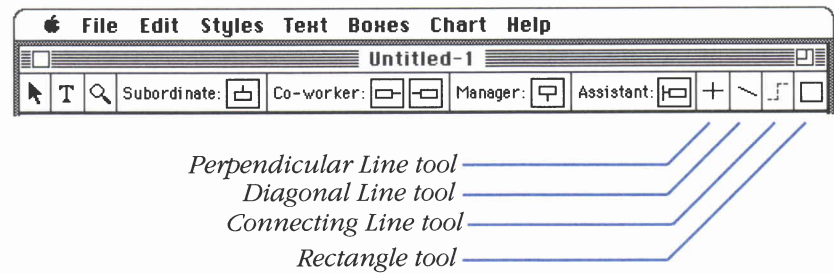 File Edit Styles Text Boxes Chart Help
Untitled-1
T Subordinate: Co-worker: Manager: Assistant:
Perpendicular Line tool
Diagonal Line tool
Connecting Line tool
Rectangle tool